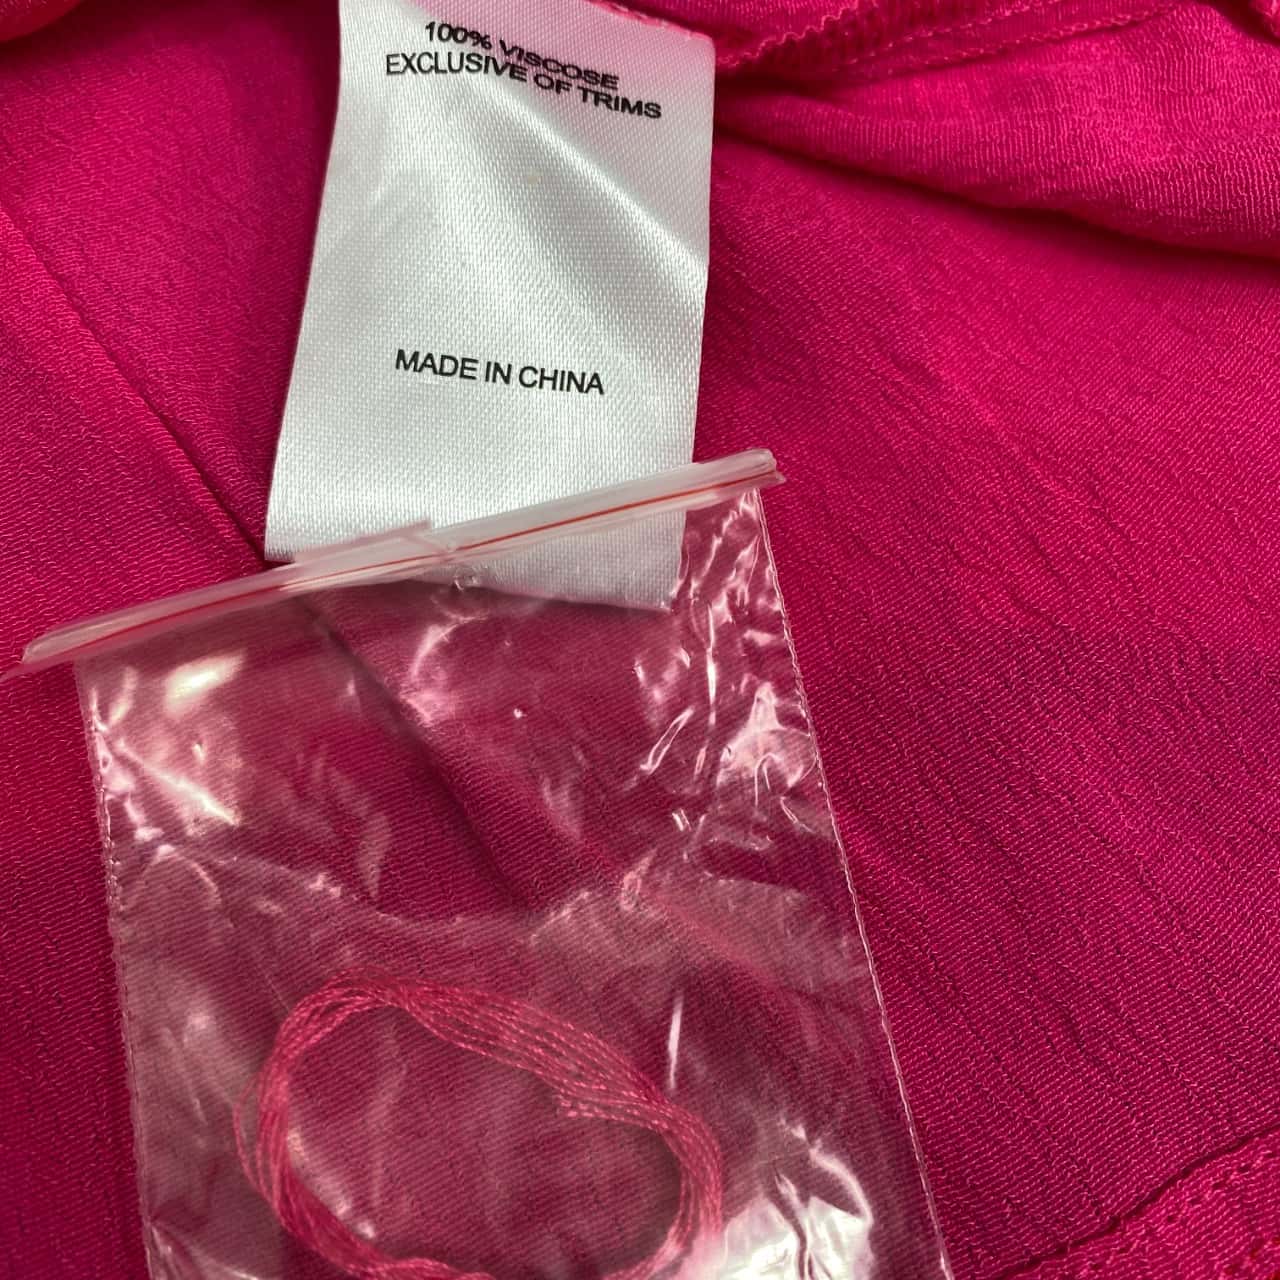 100% VISCOSE
EXCLUSIVE OF TRIMS
MADE IN CHINA